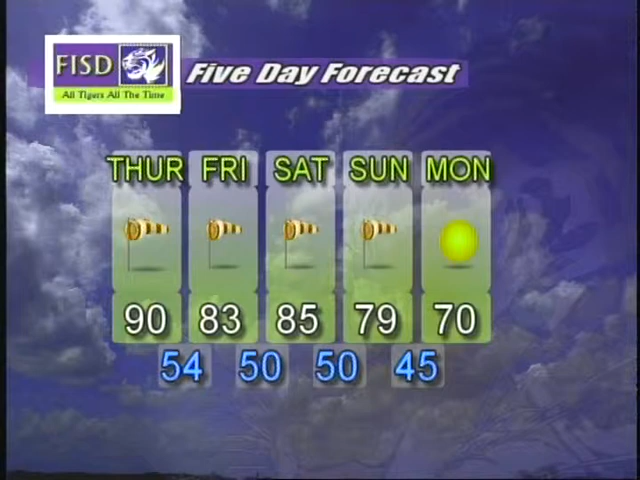 FISD
All Tigers All The Time
Five Day Forecast
THUR FRI SAT SUN MON
90 83 85 79 70
54 50 50 45